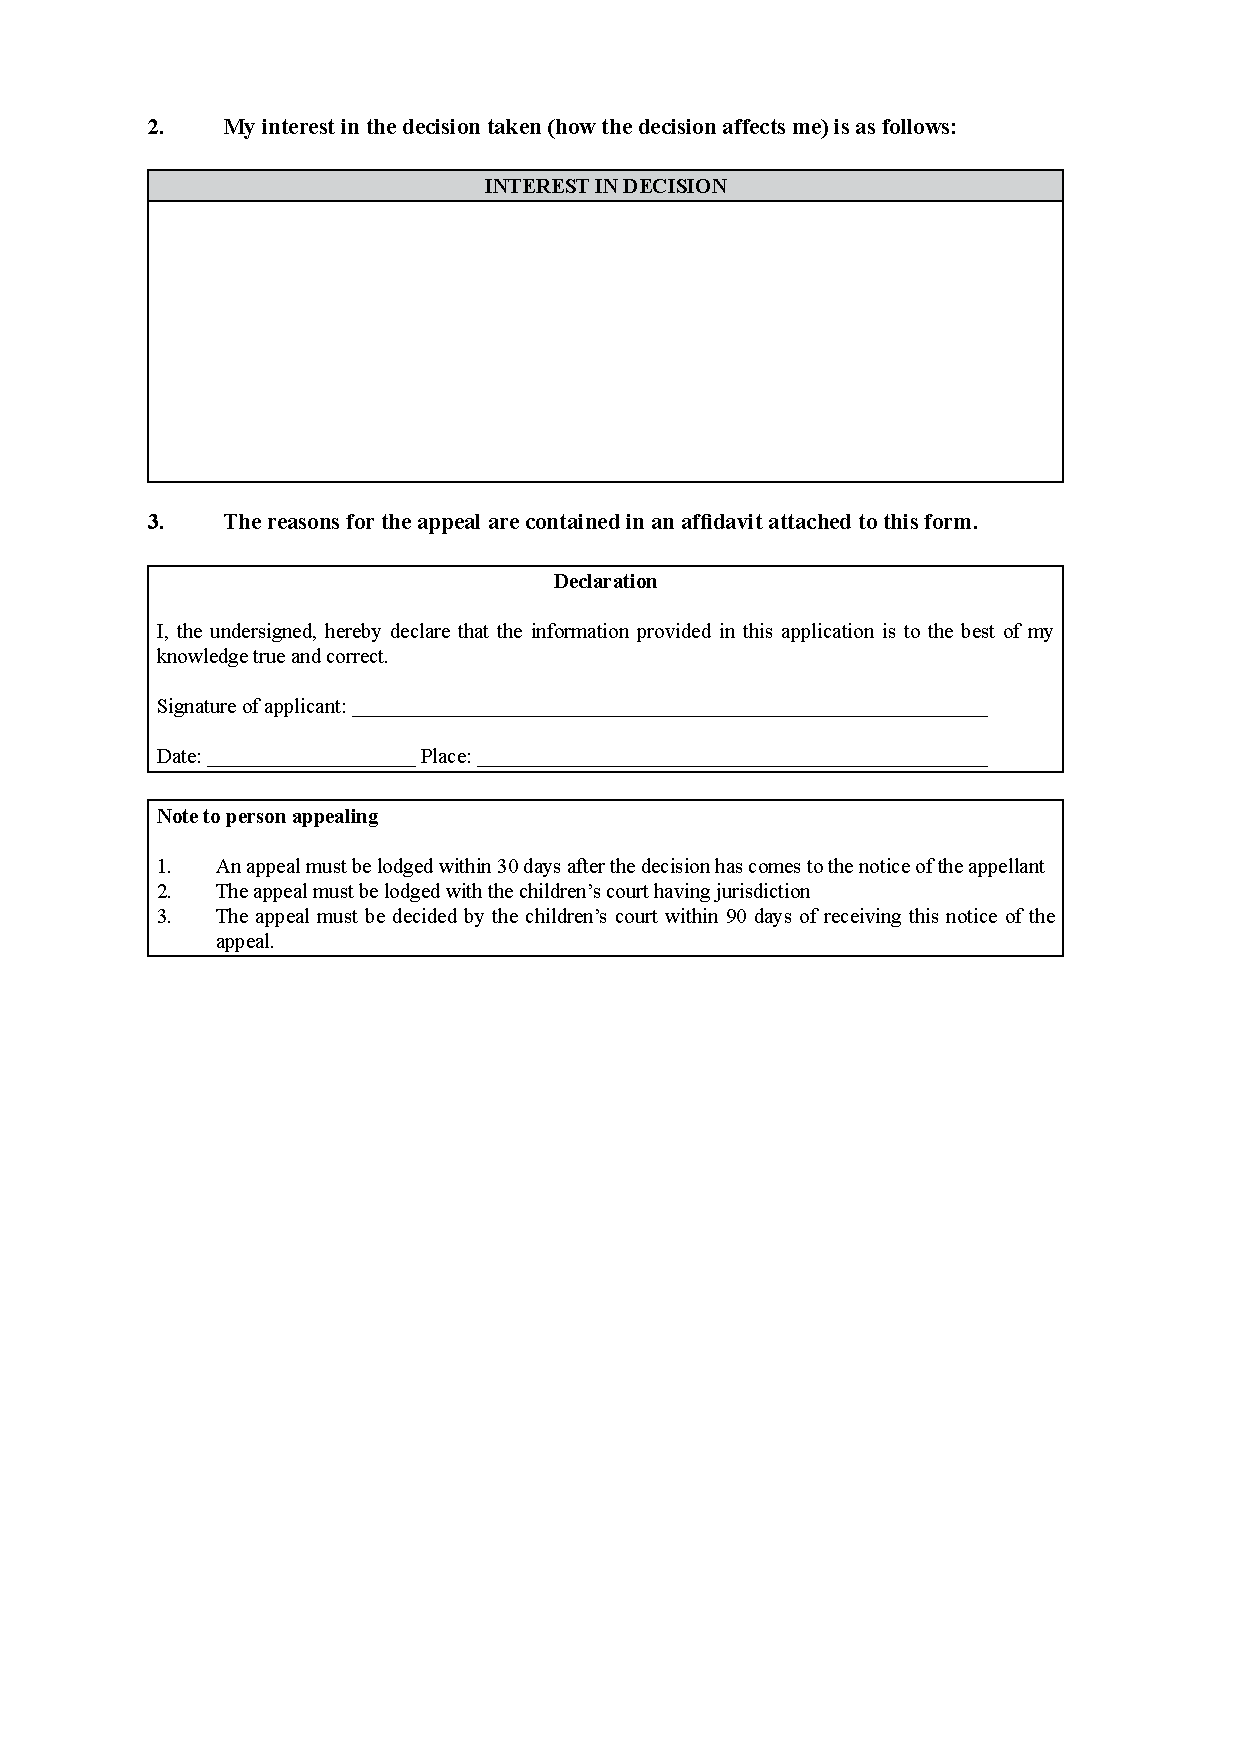 2. My interest in the decision taken (how the decision affects me) is as follows:
INTEREST IN DECISION
3. The reasons for the appeal are contained in an affidavit attached to this form.
Declaration
I, the undersigned, hereby declare that the information provided in this application is to the best of my
knowledge true and correct.
Signature of applicant: ______________________________________________________________
Date: ____________________ Place: __________________________________________________
Note to person appealing
1. An appeal must be lodged within 30 days after the decision has comes to the notice of the appellant
2. The appeal must be lodged with the children’s court having jurisdiction
3. The appeal must be decided by the children’s court within 90 days of receiving this notice of the
appeal.